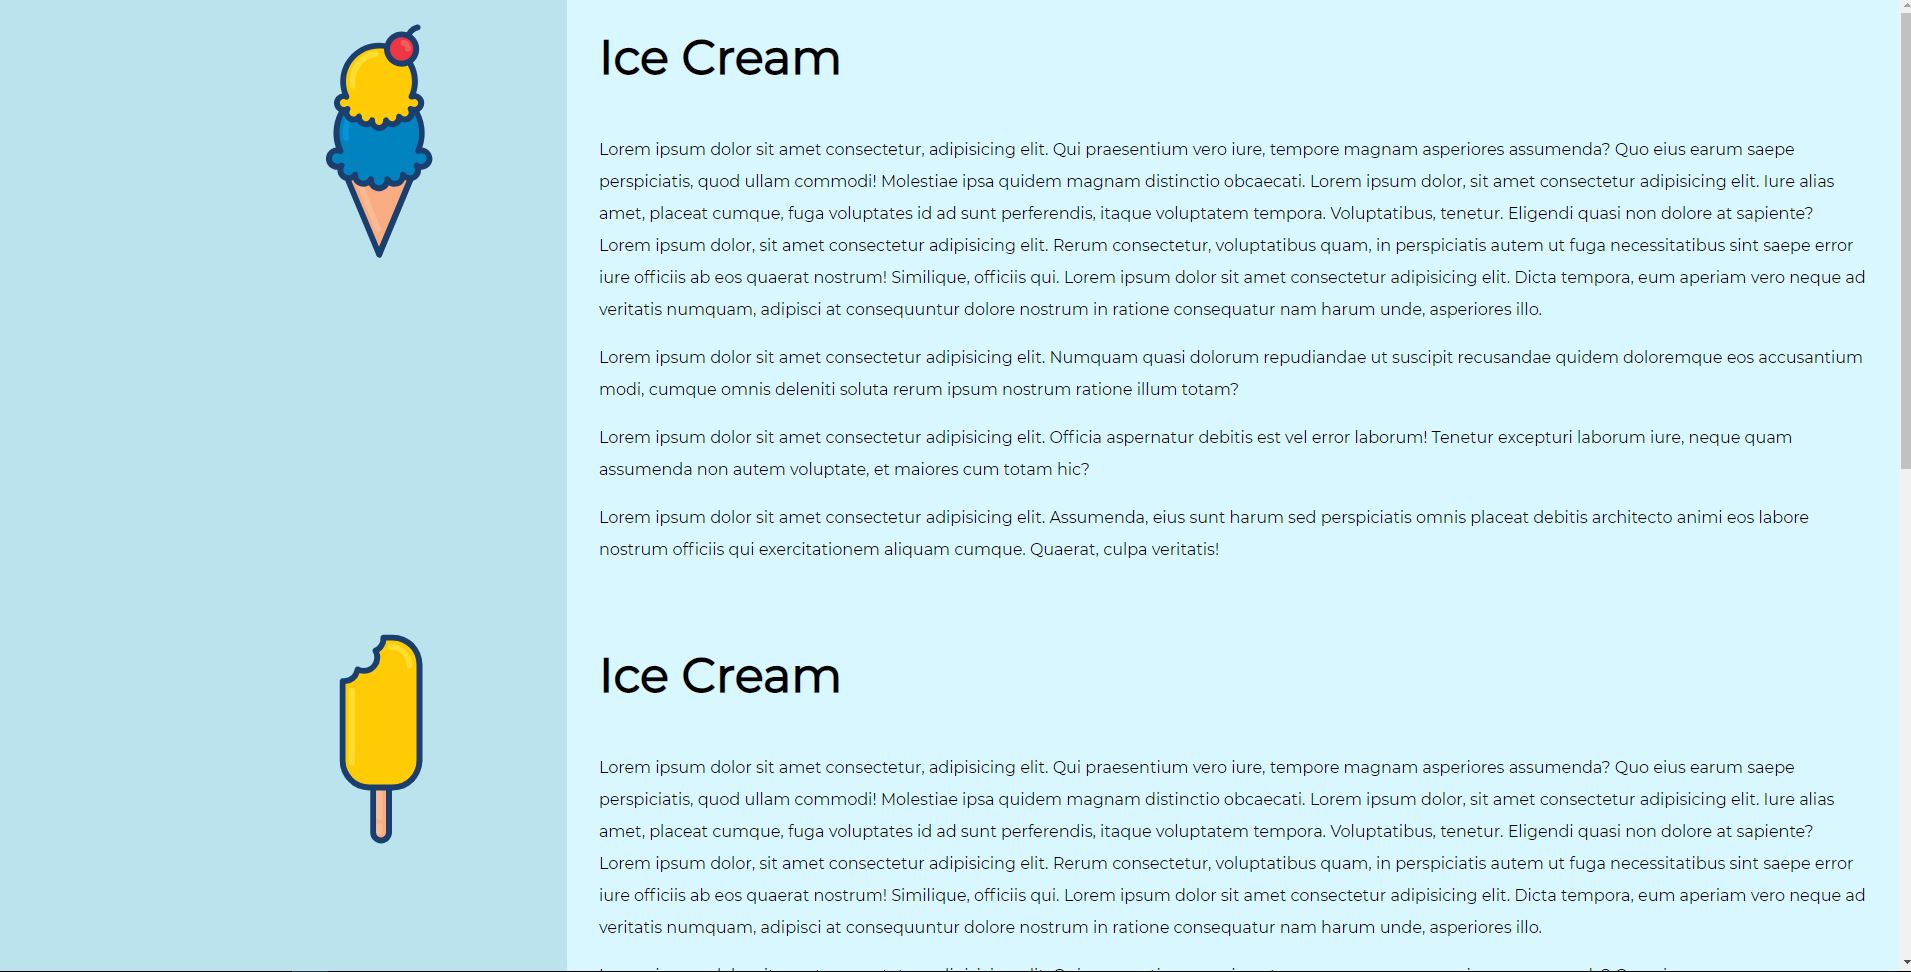 Ice Cream
Lorem ipsum dolor sit amet consectetur, adipisicing elit. Qui praesentium vero iure, tempore magnam asperiores assumenda? Quo eius earum saepe
perspiciatis, quod ullam commodi! Molestiae ipsa quidem magnam distinctio obcaecati. Lorem ipsum dolor, sit amet consectetur adipisicing elit. Iure alias
amet, placeat cumque, fuga voluptates id ad sunt perferendis, itaque voluptatem tempora. Voluptatibus, tenetur. Eligendi quasi non dolore at sapiente?
Lorem ipsum dolor, sit amet consectetur adipisicing elit. Rerum consectetur, voluptatibus quam, in perspiciatis autem ut fuga necessitatibus sint saepe error
iure officiis ab eos quaerat nostrum! Similique, officiis qui. Lorem ipsum dolor sit amet consectetur adipisicing elit. Dicta tempora, eum aperiam vero neque ad
veritatis numquam, adipisci at consequuntur dolore nostrum in ratione consequatur nam harum unde, asperiores illo.
Lorem ipsum dolor sit amet consectetur adipisicing elit. Numquam quasi dolorum repudiandae ut suscipit recusandae quidem doloremque eos accusantium
modi, cumque omnis deleniti soluta rerum ipsum nostrum ratione illum totam?
Lorem ipsum dolor sit amet consectetur adipisicing elit. Officia aspernatur debitis est vel error laborum! Tenetur excepturi laborum iure, neque quam
assumenda non autem voluptate, et maiores cum totam hic?
Lorem ipsum dolor sit amet consectetur adipisicing elit. Assumenda, eius sunt harum sed perspiciatis omnis placeat debitis architecto animi eos labore
nostrum officiis qui exercitationem aliquam cumque. Quaerat, culpa veritatis!
Ice Cream
Lorem ipsum dolor sit amet consectetur, adipisicing elit. Qui praesentium vero iure, tempore magnam asperiores assumenda? Quo eius earum saepe
perspiciatis, quod ullam commodi! Molestiae ipsa quidem magnam distinctio obcaecati. Lorem ipsum dolor, sit amet consectetur adipisicing elit. Iure alias
amet, placeat cumque, fuga voluptates id ad sunt perferendis, itaque voluptatem tempora. Voluptatibus, tenetur. Eligendi quasi non dolore at sapiente?
Lorem ipsum dolor, sit amet consectetur adipisicing elit. Rerum consectetur, voluptatibus quam, in perspiciatis autem ut fuga necessitatibus sint saepe error
iure officiis ab eos quaerat nostrum! Similique, officiis qui. Lorem ipsum dolor sit amet consectetur adipisicing elit. Dicta tempora, eum aperiam vero neque ad
veritatis numquam, adipisci at consequuntur dolore nostrum in ratione consequatur nam harum unde, asperiores illo.